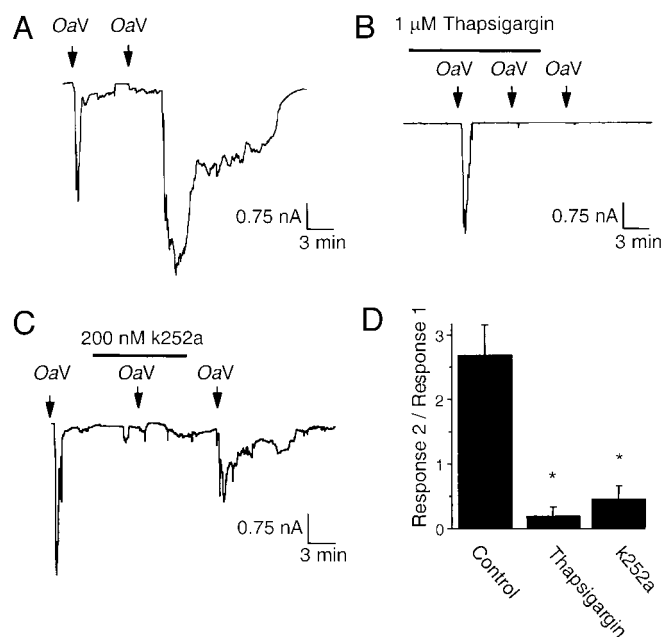 A
OaV OaV
0.75 nA
3 min
B
1 μM Thapsigargin
OaV OaV OaV
0.75 nA
3 min
C
200 nM k252a
OaV OaV OaV
0.75 nA
3 min
D
Response 2 / Response 1
3
2
1
0
* *
Control
Thapsigargin
k252a